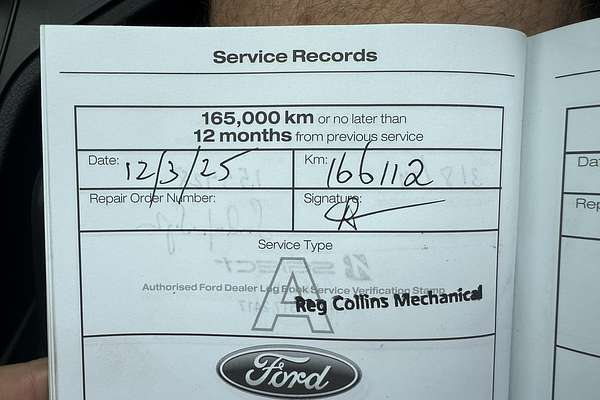 Service Records
165,000 km or no later than
12 months from previous service
Date: 12/3/25
Km: 166112
Repair Order Number:
Signature:
Service Type
Authorised Ford Dealer Log Book Service Verification Stamp
A
Reg Collins Mechanical
Ford
Da
Rep